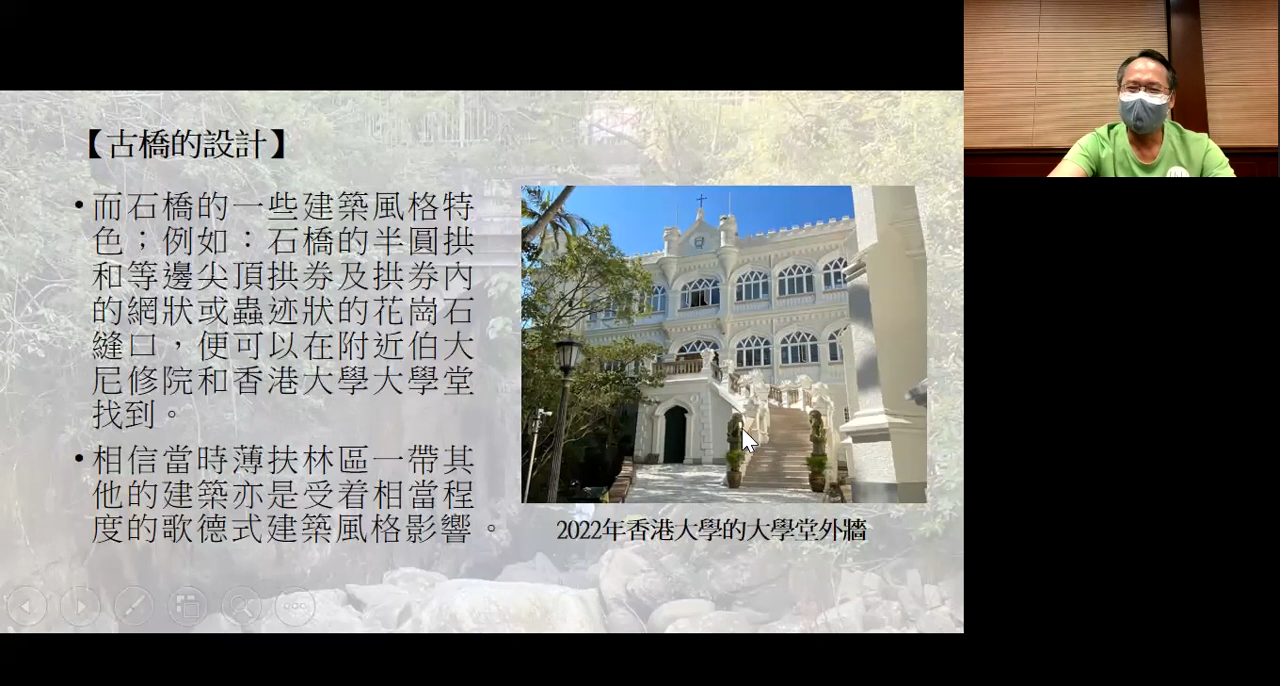 【古橋的設計】
• 而石橋的一些建築風格特
色；例如：石橋的半圓拱
和等邊尖頂拱券及拱券內
的網狀或蟲迹狀的花崗石
縫口，便可以在附近伯大
尼修院和香港大學大學堂
找到。
• 相信當時薄扶林區一帶其
他的建築亦是受着相當程
度的歌德式建築風格影響。
2022年香港大學的大學堂外牆